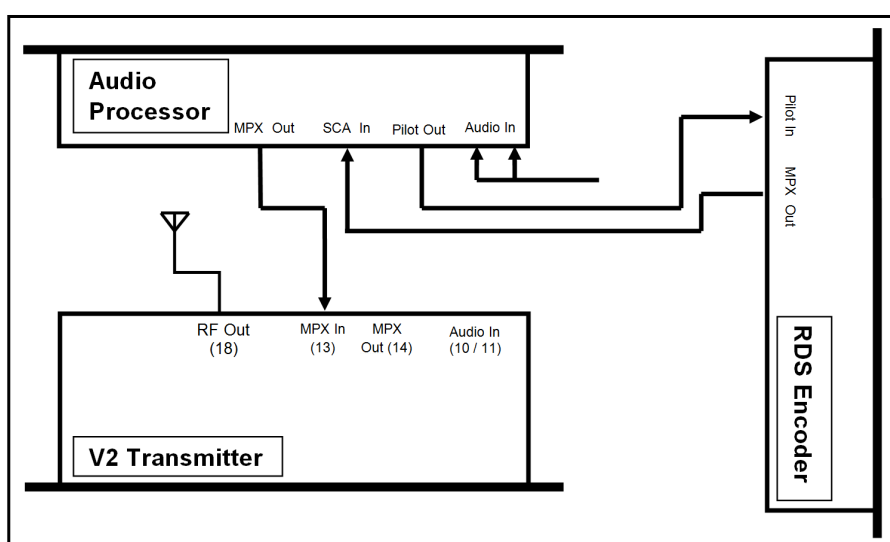 Audio
Processor
MPX Out
SCA In
Pilot Out
Audio In
Pilot In
MPX Out
RF Out
(18)
MPX In
(13)
MPX
Out (14)
Audio In
(10 / 11)
V2 Transmitter
RDS Encoder